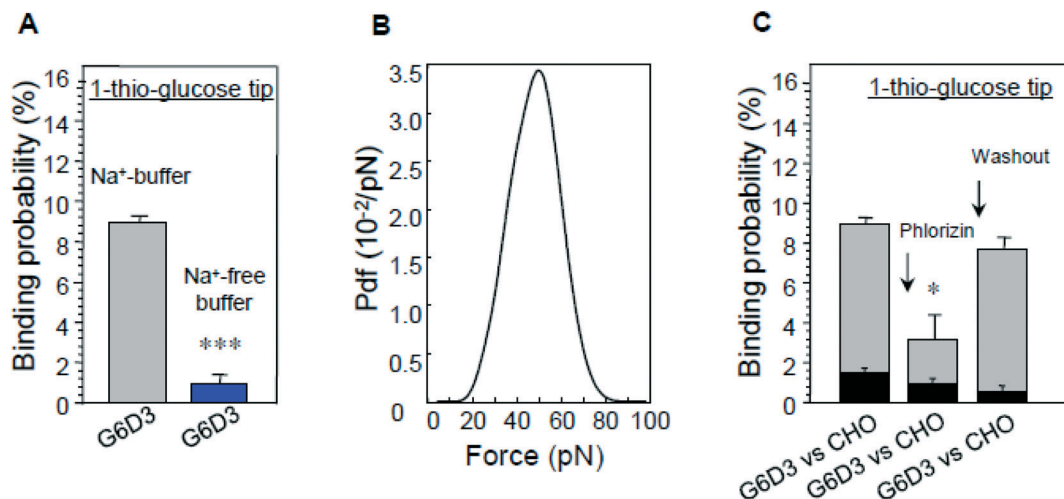 A
Binding probability (%)
16
14
12
10
8
6
4
2
0
1-thio-glucose tip
Na⁺-buffer
Na⁺-free
buffer
***
G6D3
G6D3
B
Pdf (10⁻²/pN)
3.5
3.0
2.5
2.0
1.5
1.0
0.5
0
0
20
40
60
80
100
Force (pN)
C
Binding probability (%)
16
14
12
10
8
6
4
2
0
1-thio-glucose tip
Washout
Phlorizin
*
G6D3 vs CHO
G6D3 vs CHO
G6D3 vs CHO